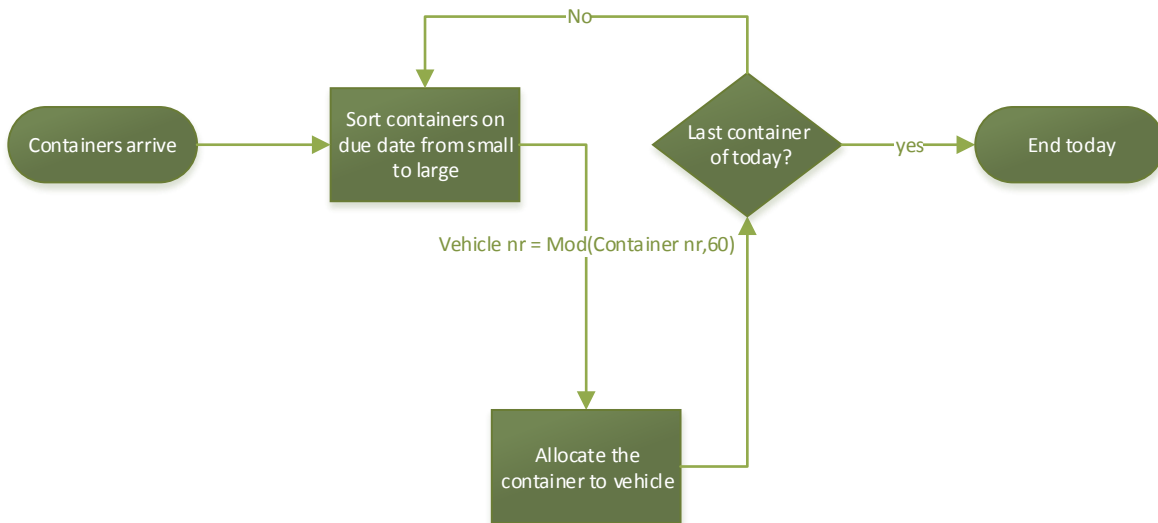 No
Containers arrive
Sort containers on
due date from small
to large
Last container
of today?
yes
End today
Vehicle nr = Mod(Container nr,60)
Allocate the
container to vehicle